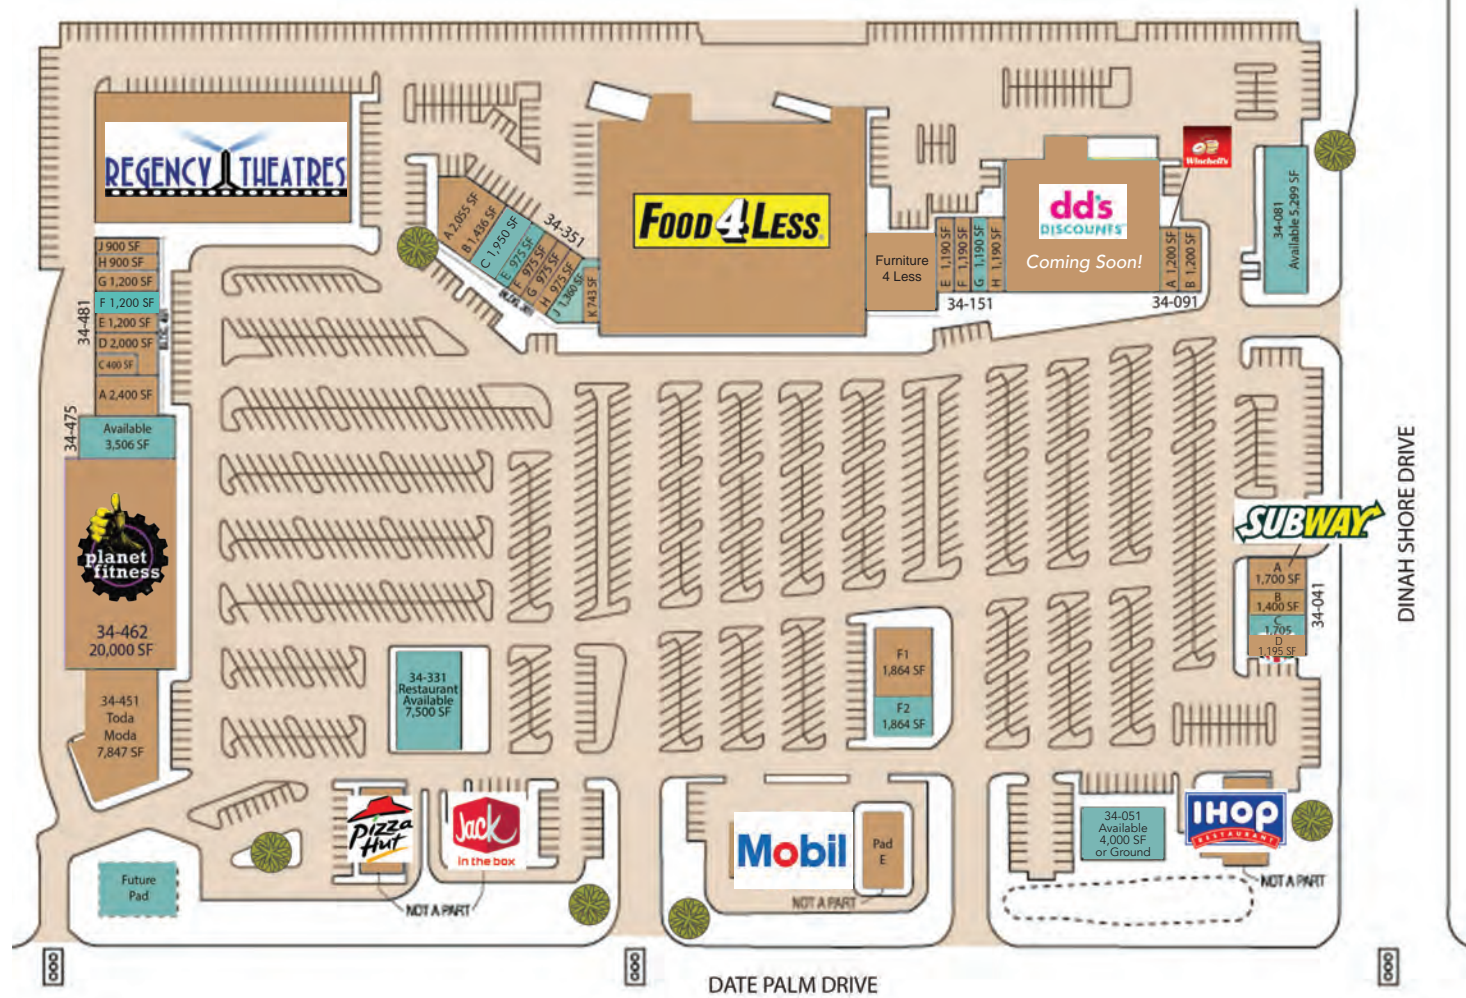 REGENCY THEATRES
J 900 SF
H 900 SF
G 1,200 SF
F 1,200 SF
E 1,200 SF
D 2,000 SF
C 400 SF
A 2,400 SF
34-481
34-475
Available
3,506 SF
planet
fitness
34-462
20,000 SF
34-451
Toda
Moda
7,847 SF
Future
Pad
A 2,055 SF
B 1,436 SF
C 1,950 SF
E 975 SF
F 975 SF
G 975 SF
H 975 SF
J 1,360 SF
K 743 SF
34-351
FOOD 4 LESS
Furniture
4 Less
E 1,190 SF
F 1,190 SF
G 1,190 SF
H 1,190 SF
34-151
dd's
DISCOUNTS
Coming Soon!
Winchell's
A 1,200 SF
B 1,200 SF
34-091
34-081
Available 5,299 SF
SUBWAY
A
1,700 SF
B
1,400 SF
C
1,705
D
1,195 SF
34-041
DINAH SHORE DRIVE
34-331
Restaurant
Available
7,500 SF
F1
1,864 SF
F2
1,864 SF
Pizza
Hut
Jack
in the box
NOT A PART
Mobil
Pad
E
NOT A PART
34-051
Available
4,000 SF
or Ground
IHOP
RESTAURANT
NOT A PART
DATE PALM DRIVE